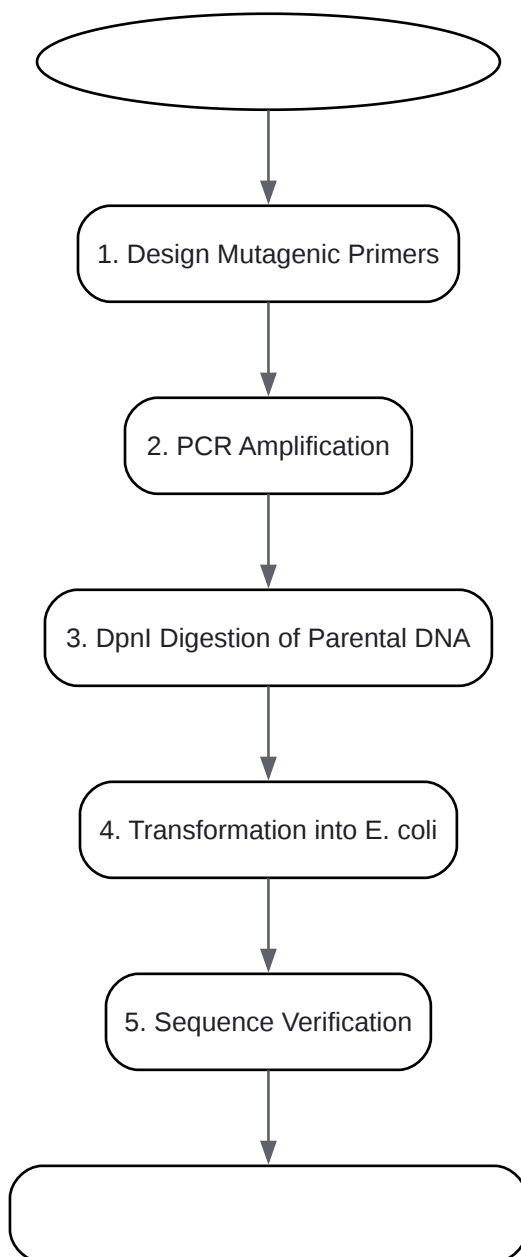 1. Design Mutagenic Primers
2. PCR Amplification
3. DpnI Digestion of Parental DNA
4. Transformation into E. coli
5. Sequence Verification